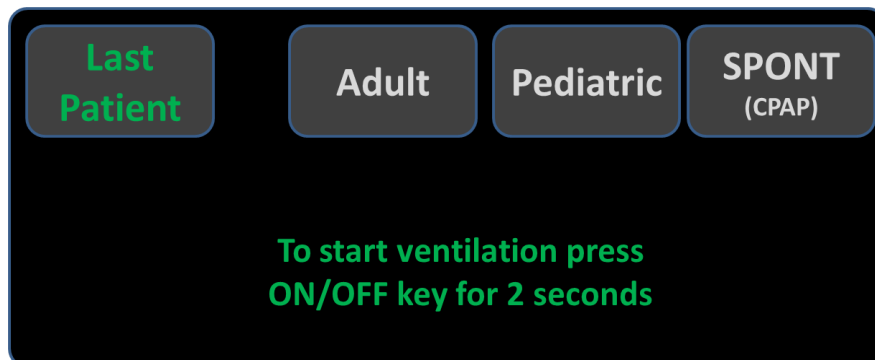 Last
Patient
Adult
Pediatric
SPONT
(CPAP)
To start ventilation press
ON/OFF key for 2 seconds